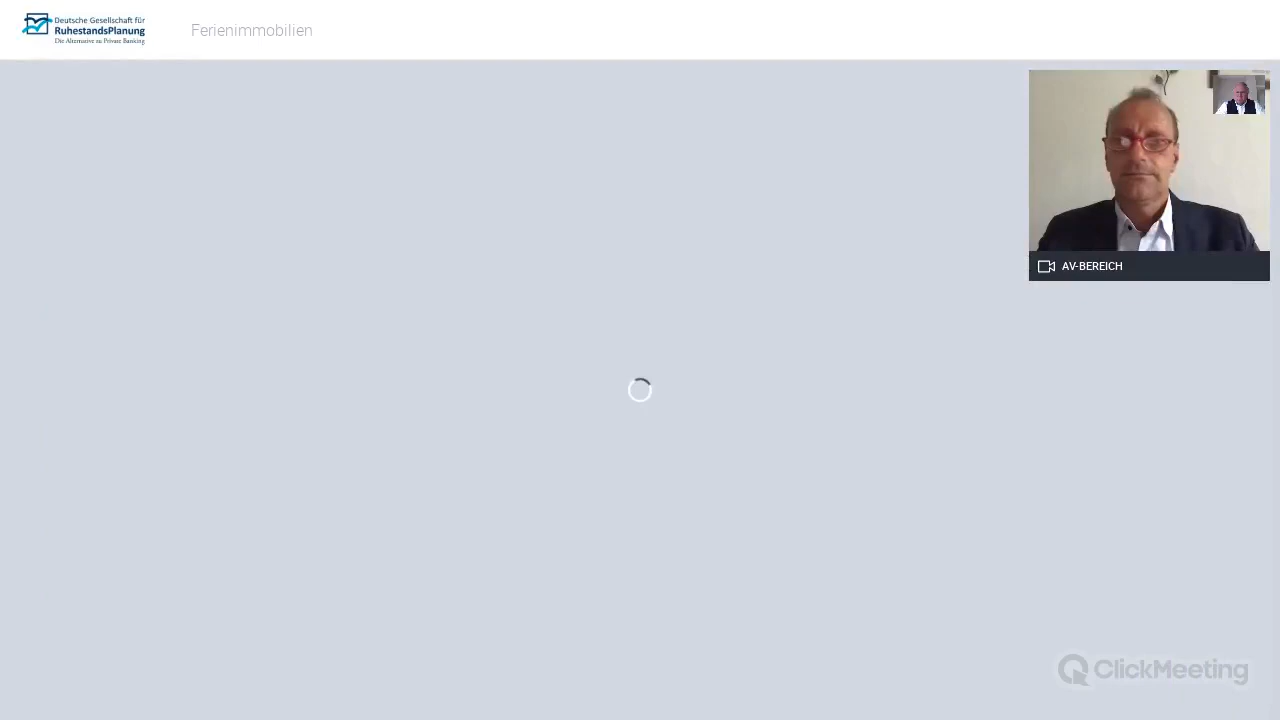 Deutsche Gesellschaft für
RuhestandsPlanung
Die Alternative zu Private Banking
Ferienimmobilien
AV-BEREICH
ClickMeeting